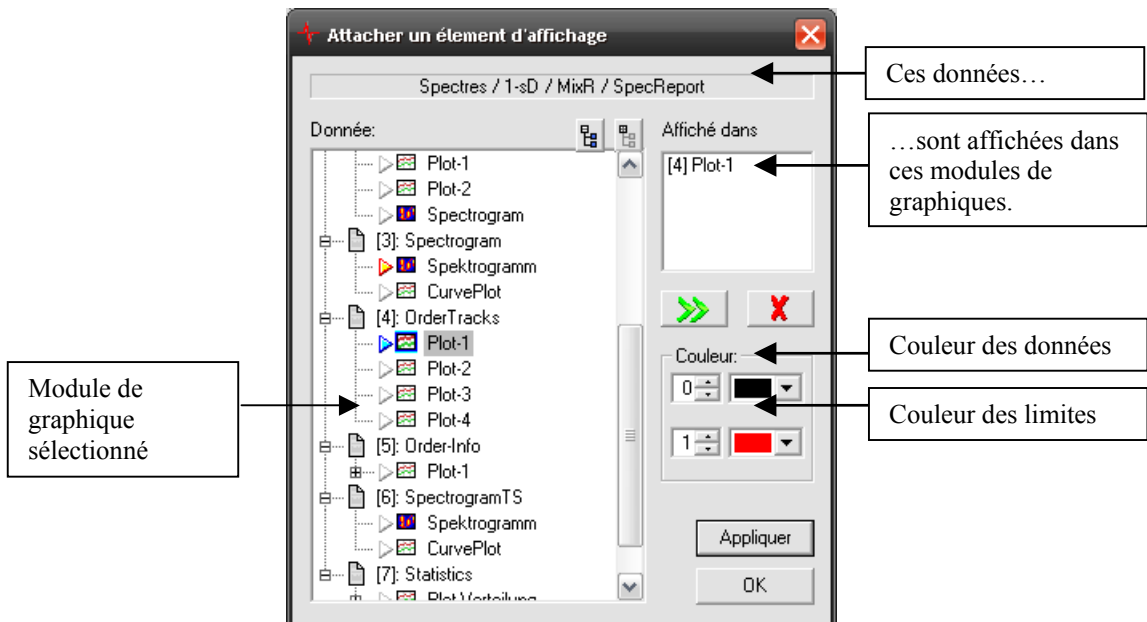 Attacher un élement d'affichage
Spectres / 1-sD / MixR / SpecReport
Ces données…
Donnée:
Affiché dans
…sont affichées dans
ces modules de
graphiques.
[4] Plot-1
Plot-1
Plot-2
Spectrogram
[3]: Spectrogram
Spektrogramm
CurvePlot
[4]: OrderTracks
Plot-1
Plot-2
Plot-3
Plot-4
[5]: Order-Info
Plot-1
[6]: SpectrogramTS
Spektrogramm
CurvePlot
[7]: Statistics
Plot Verteilung
Module de
graphique
sélectionné
Couleur:
0
1
Couleur des données
Couleur des limites
Appliquer
OK